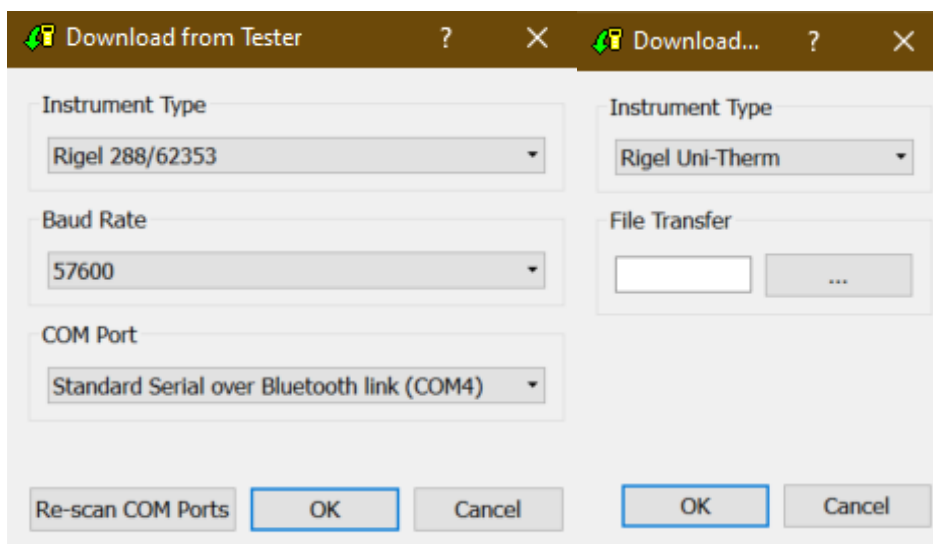 Download from Tester ?
Instrument Type
Rigel 288/62353
Baud Rate
57600
COM Port
Standard Serial over Bluetooth link (COM4)
Re-scan COM Ports OK Cancel
Download... ?
Instrument Type
Rigel Uni-Therm
File Transfer
...
OK Cancel